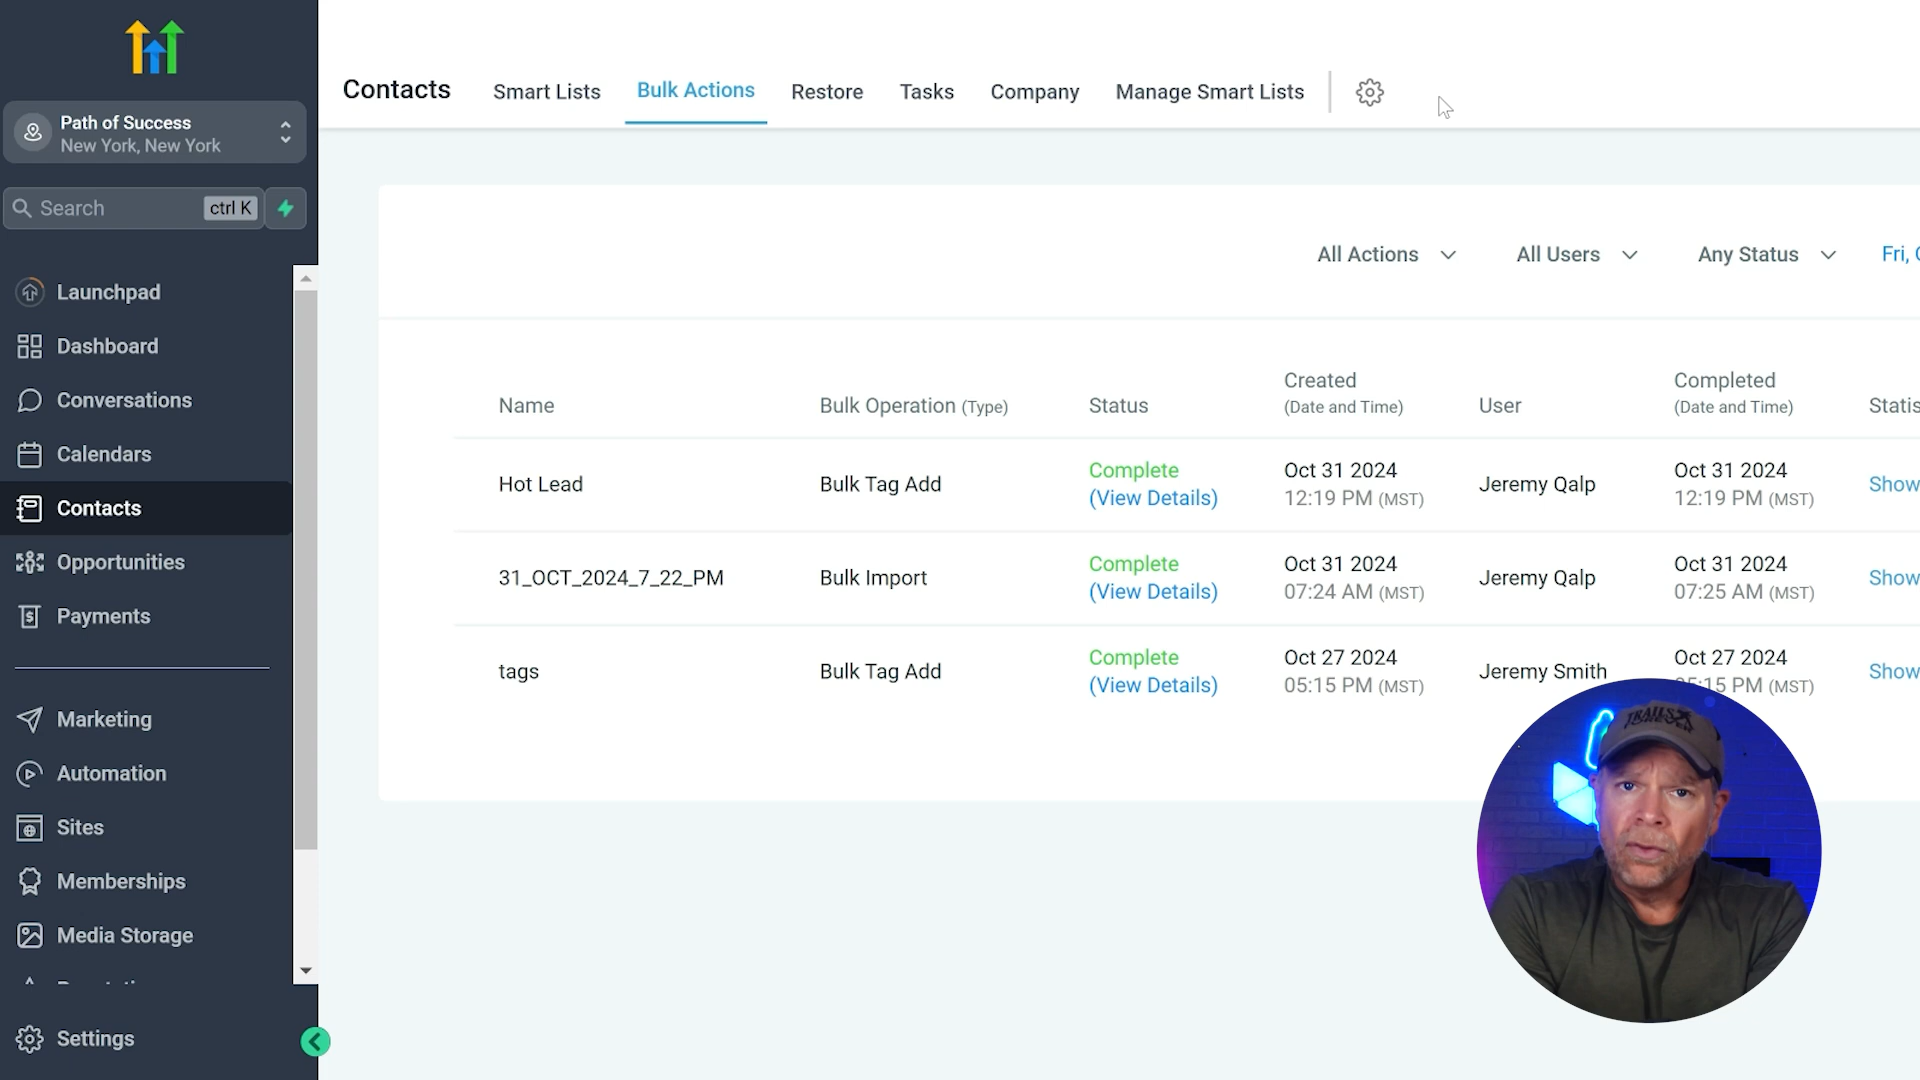 Path of Success
New York, New York
Search
ctrl K
Launchpad
Dashboard
Conversations
Calendars
Contacts
Opportunities
Payments
Marketing
Automation
Sites
Memberships
Media Storage
Settings
Contacts Smart Lists Bulk Actions Restore Tasks Company Manage Smart Lists
All Actions All Users Any Status Fri,
Name Bulk Operation (Type) Status Created (Date and Time) User Completed (Date and Time) Statis
Hot Lead Bulk Tag Add Complete (View Details) Oct 31 2024 12:19 PM (MST) Jeremy Qalp Oct 31 2024 12:19 PM (MST) Show
31_OCT_2024_7_22_PM Bulk Import Complete (View Details) Oct 31 2024 07:24 AM (MST) Jeremy Qalp Oct 31 2024 07:25 AM (MST) Show
tags Bulk Tag Add Complete (View Details) Oct 27 2024 05:15 PM (MST) Jeremy Smith Oct 27 2024 :15 PM (MST) Show
TRAILS